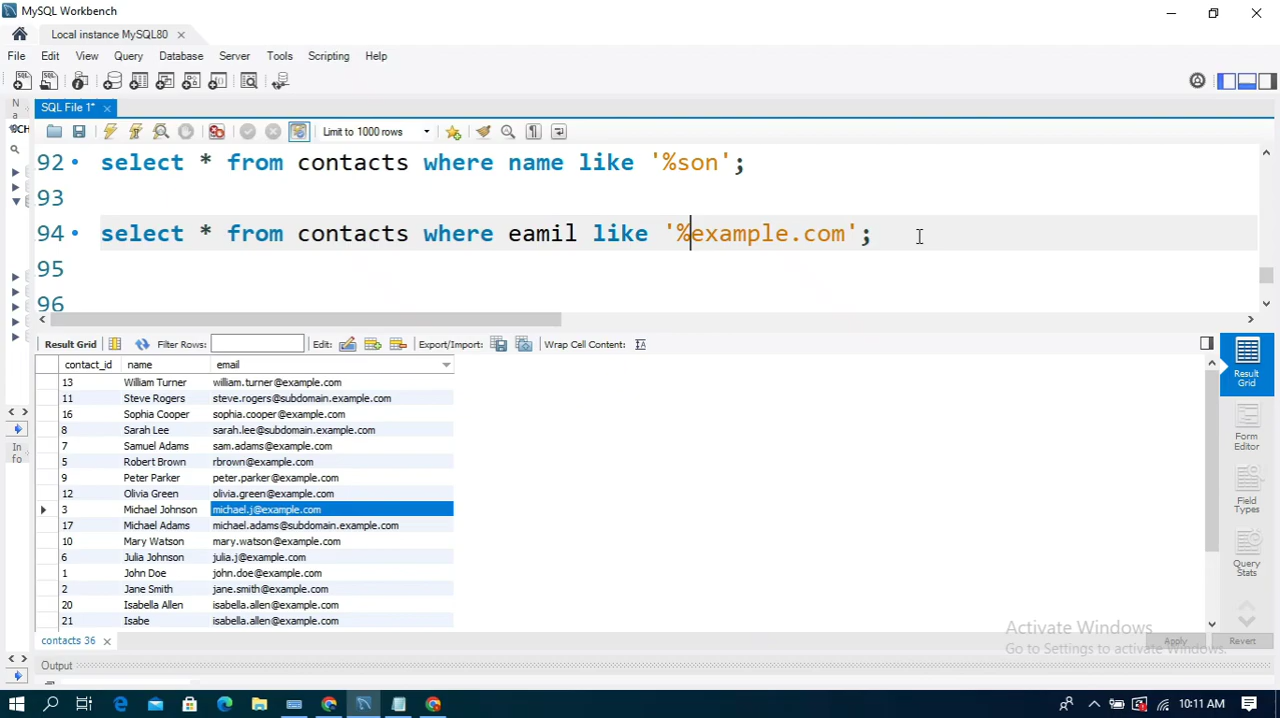 MySQL Workbench
Local instance MySQL80
File Edit View Query Database Server Tools Scripting Help
N
a
SQL File 1*
Limit to 1000 rows
92 select * from contacts where name like '%son';
93
94 select * from contacts where eamil like '%example.com';
95
96
In
fo
Result Grid Filter Rows: Edit: Export/Import: Wrap Cell Content:
contact_id name email
13 William Turner william.turner@example.com
11 Steve Rogers steve.rogers@subdomain.example.com
16 Sophia Cooper sophia.cooper@example.com
8 Sarah Lee sarah.lee@subdomain.example.com
7 Samuel Adams sam.adams@example.com
5 Robert Brown rbrown@example.com
9 Peter Parker peter.parker@example.com
12 Olivia Green olivia.green@example.com
3 Michael Johnson michael.j@example.com
17 Michael Adams michael.adams@subdomain.example.com
10 Mary Watson mary.watson@example.com
6 Julia Johnson julia.j@example.com
1 John Doe john.doe@example.com
2 Jane Smith jane.smith@example.com
20 Isabella Allen isabella.allen@example.com
21 Isabe isabella.allen@example.com
Result
Grid
Form
Editor
Field
Types
Query
Stats
Activate Windows
Go to Settings to activate Windows.
contacts 36
Apply Revert
Output
10:11 AM